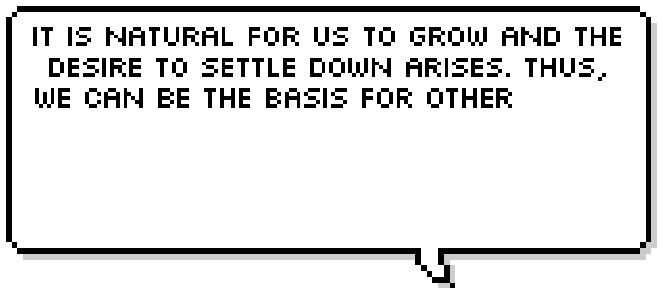 IT IS NATURAL FOR US TO GROW AND THE
DESIRE TO SETTLE DOWN ARISES. THUS,
WE CAN BE THE BASIS FOR OTHER